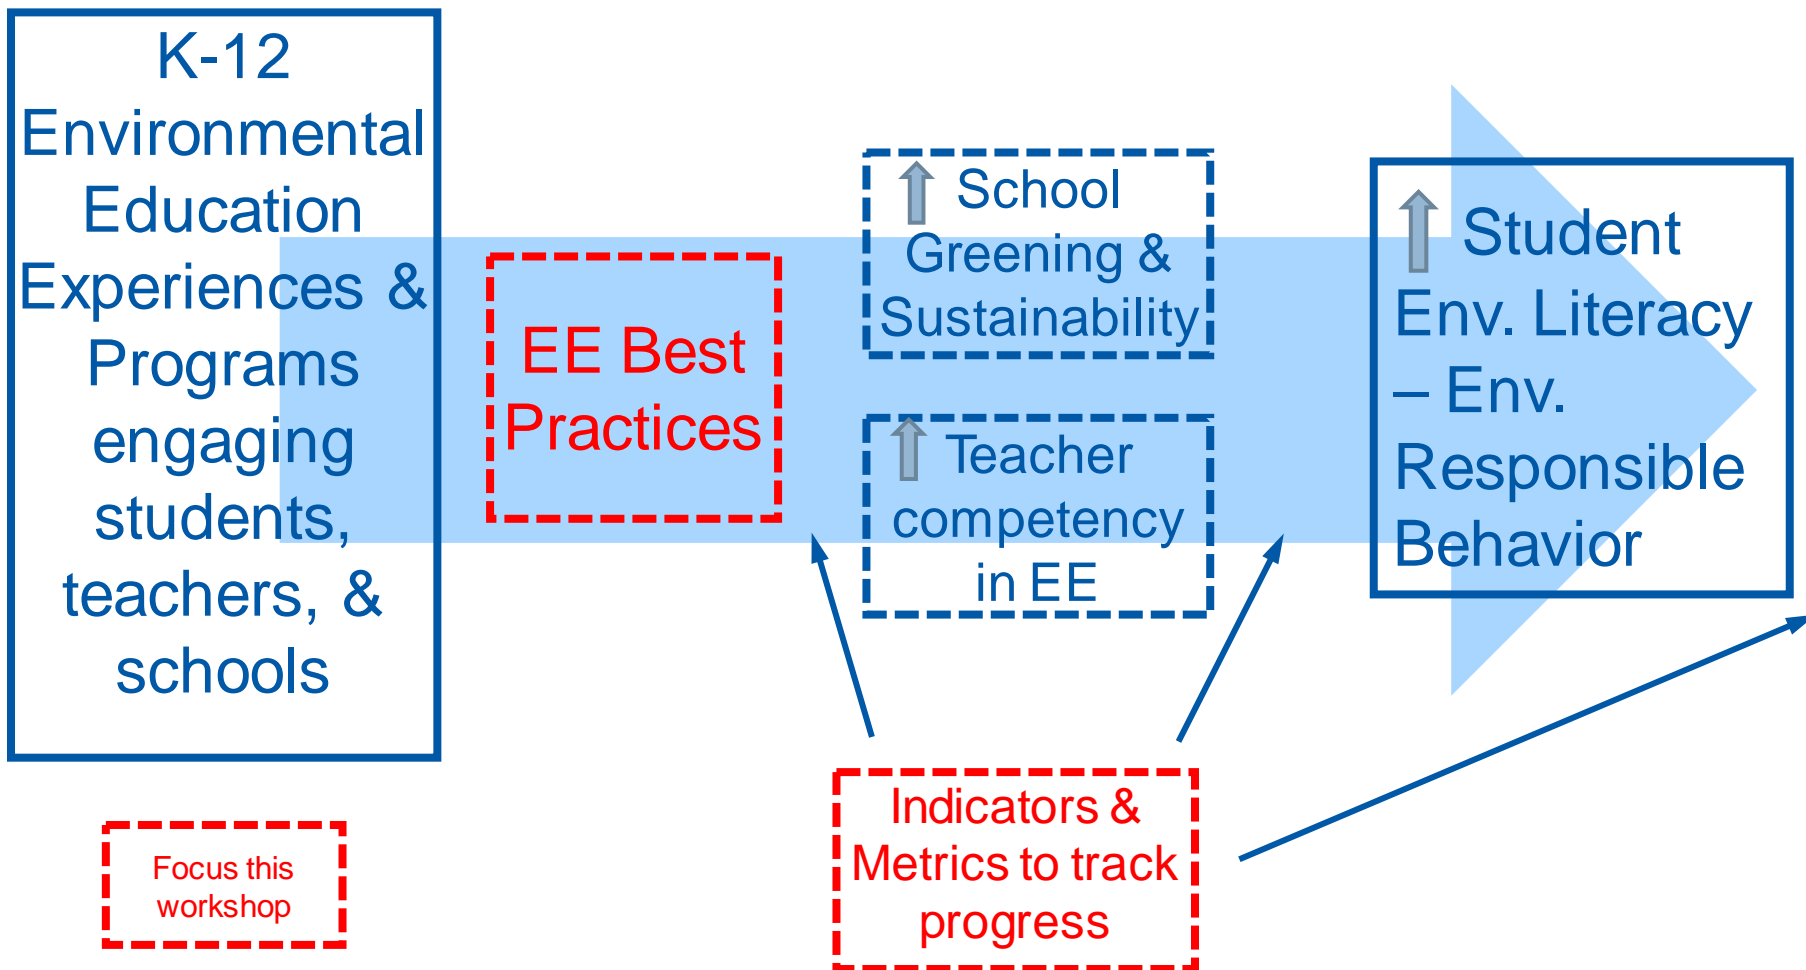 K-12
Environmental
Education
Experiences &
Programs
engaging
students,
teachers, &
schools
EE Best
Practices
School
Greening &
Sustainability
Teacher
competency
in EE
Student
Env. Literacy
– Env.
Responsible
Behavior
Indicators &
Metrics to track
progress
Focus this
workshop